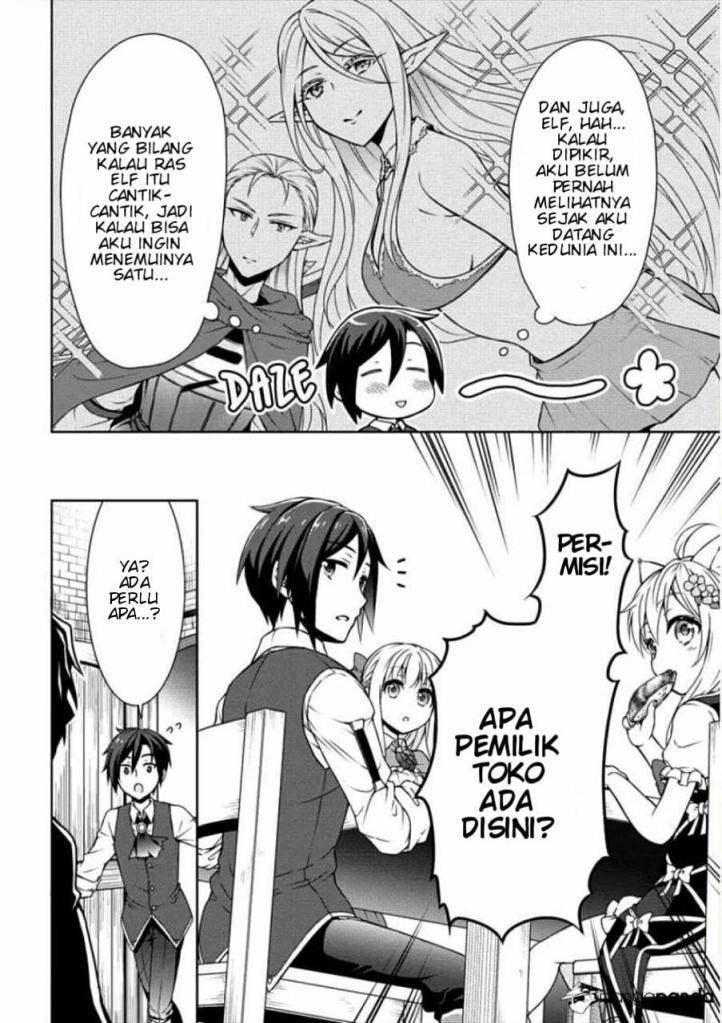 DAN JUGA,
ELF, HAH...
KALAU
DIPIKIR,
AKU BELUM
PERNAH
MELIHATNYA
SEJAK AKU
DATANG
KEDUNIA INI...
BANYAK
YANG BILANG
KALAU RAS
ELF ITU
CANTIK-
CANTIK, JADI
KALAU BISA
AKU INGIN
MENEMUINYA
SATU...
DAZE
PER-
MISI!
APA
PEMILIK
TOKO
ADA
DISINI?
YA?
ADA
PERLU
APA...?